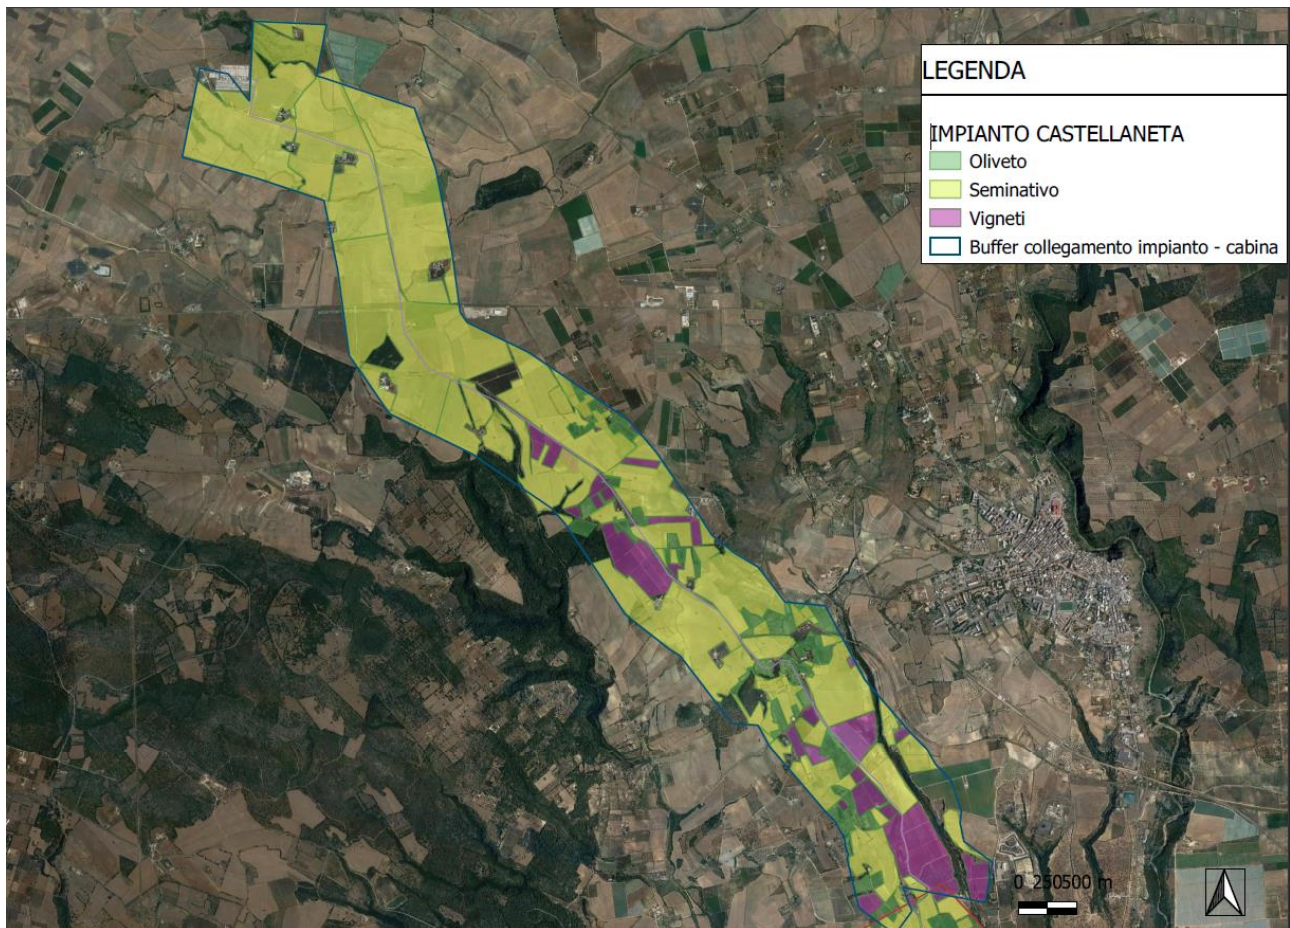 LEGENDA
IMPIANTO CASTELLANETA
Oliveto
Seminativo
Vigneti
Buffer collegamento impianto - cabina
0 250500 m